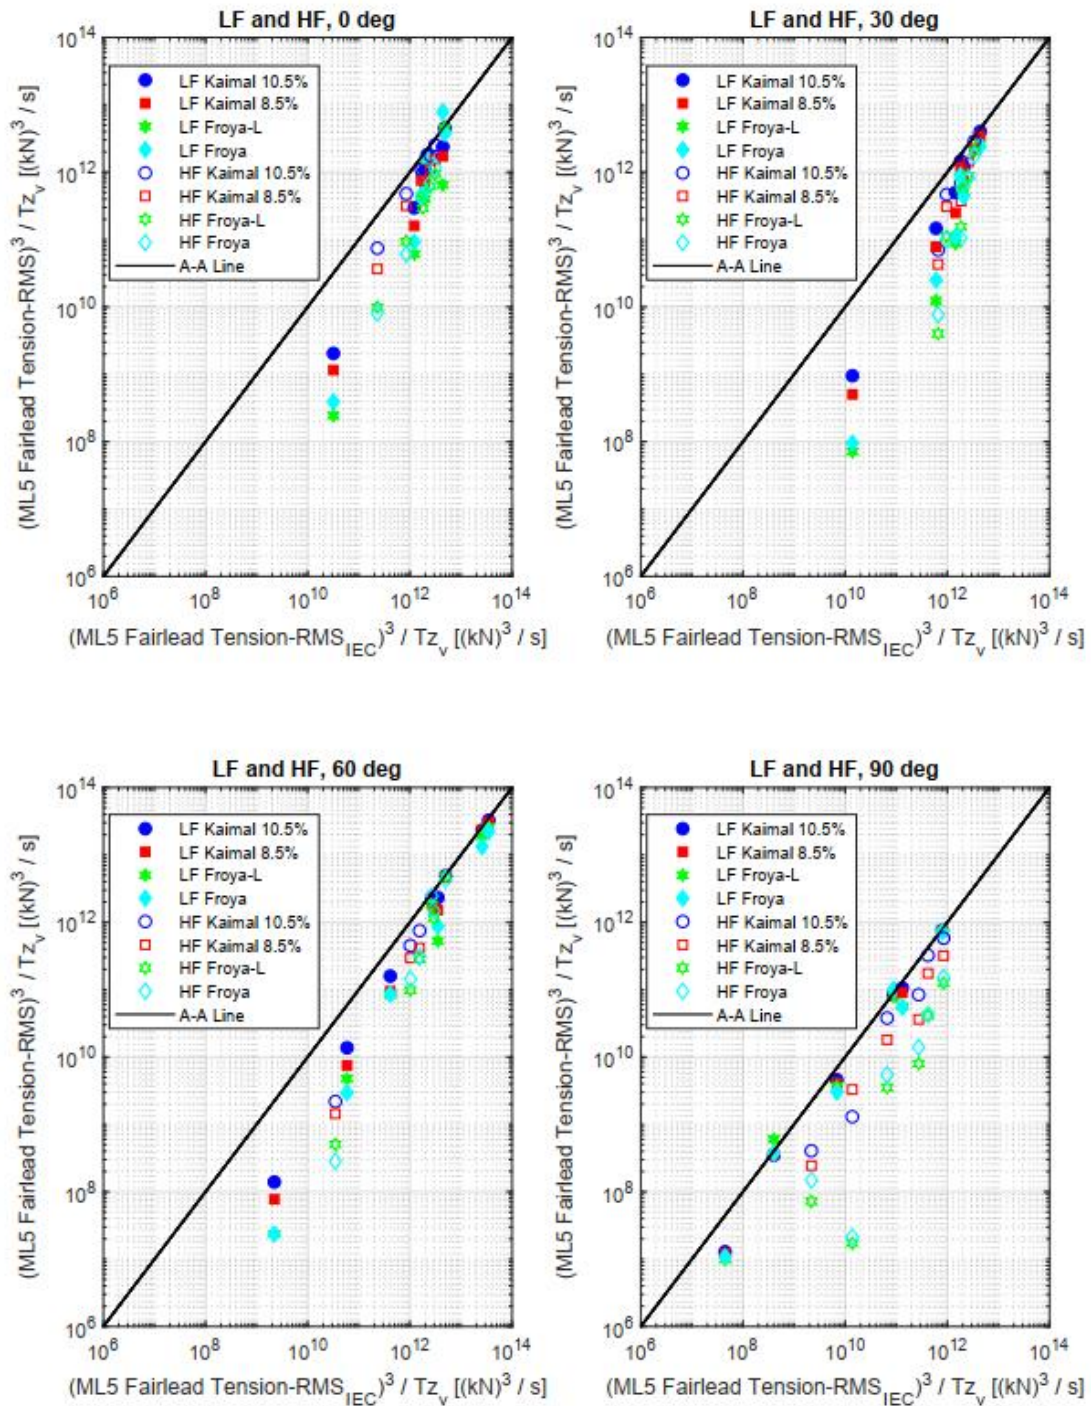 LF and HF, 0 deg
10^14
LF Kaimal 10.5%
LF Kaimal 8.5%
LF Froya-L
LF Froya
HF Kaimal 10.5%
HF Kaimal 8.5%
HF Froya-L
HF Froya
A-A Line
10^12
10^10
10^8
10^6
10^6 10^8 10^10 10^12 10^14
(ML5 Fairlead Tension-RMS)^3 / Tz_v [(kN)^3 / s]
(ML5 Fairlead Tension-RMS_IEC)^3 / Tz_v [(kN)^3 / s]
LF and HF, 30 deg
10^14
LF Kaimal 10.5%
LF Kaimal 8.5%
LF Froya-L
LF Froya
HF Kaimal 10.5%
HF Kaimal 8.5%
HF Froya-L
HF Froya
A-A Line
10^12
10^10
10^8
10^6
10^6 10^8 10^10 10^12 10^14
(ML5 Fairlead Tension-RMS)^3 / Tz_v [(kN)^3 / s]
(ML5 Fairlead Tension-RMS_IEC)^3 / Tz_v [(kN)^3 / s]
LF and HF, 60 deg
10^14
LF Kaimal 10.5%
LF Kaimal 8.5%
LF Froya-L
LF Froya
HF Kaimal 10.5%
HF Kaimal 8.5%
HF Froya-L
HF Froya
A-A Line
10^12
10^10
10^8
10^6
10^6 10^8 10^10 10^12 10^14
(ML5 Fairlead Tension-RMS)^3 / Tz_v [(kN)^3 / s]
(ML5 Fairlead Tension-RMS_IEC)^3 / Tz_v [(kN)^3 / s]
LF and HF, 90 deg
10^14
LF Kaimal 10.5%
LF Kaimal 8.5%
LF Froya-L
LF Froya
HF Kaimal 10.5%
HF Kaimal 8.5%
HF Froya-L
HF Froya
A-A Line
10^12
10^10
10^8
10^6
10^6 10^8 10^10 10^12 10^14
(ML5 Fairlead Tension-RMS)^3 / Tz_v [(kN)^3 / s]
(ML5 Fairlead Tension-RMS_IEC)^3 / Tz_v [(kN)^3 / s]